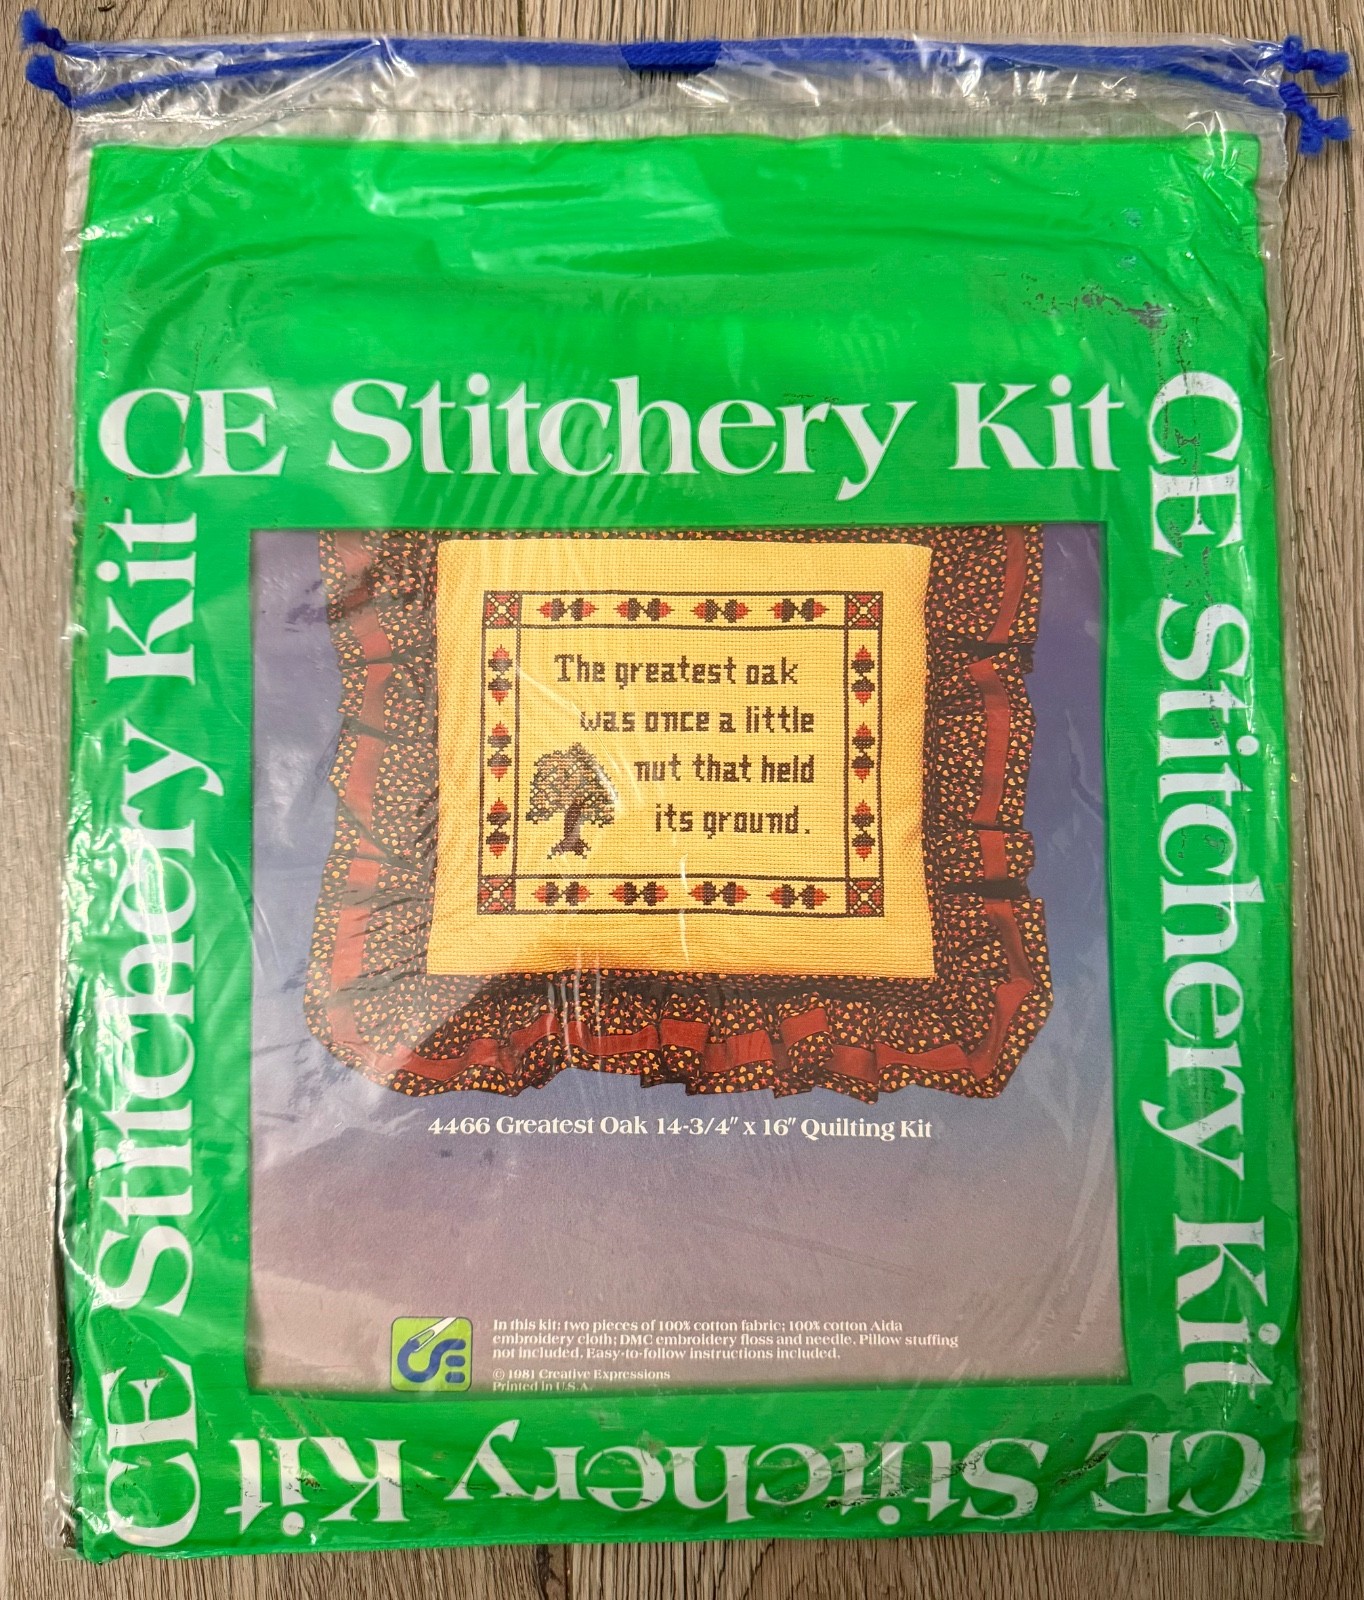 CE Stitchery Kit
CE Stitchery Kit
CE Stitchery Kit
The greatest oak
was once a little
nut that held
its ground.
4466 Greatest Oak 14-3/4" x 16" Quilting Kit
In this kit: two pieces of 100% cotton fabric; 100% cotton Aida
embroidery cloth; DMC embroidery floss and needle. Pillow stuffing
not included. Easy-to-follow instructions included.
CE
© 1981 Creative Expressions
Printed in U.S.A.
CE Stitchery Kit